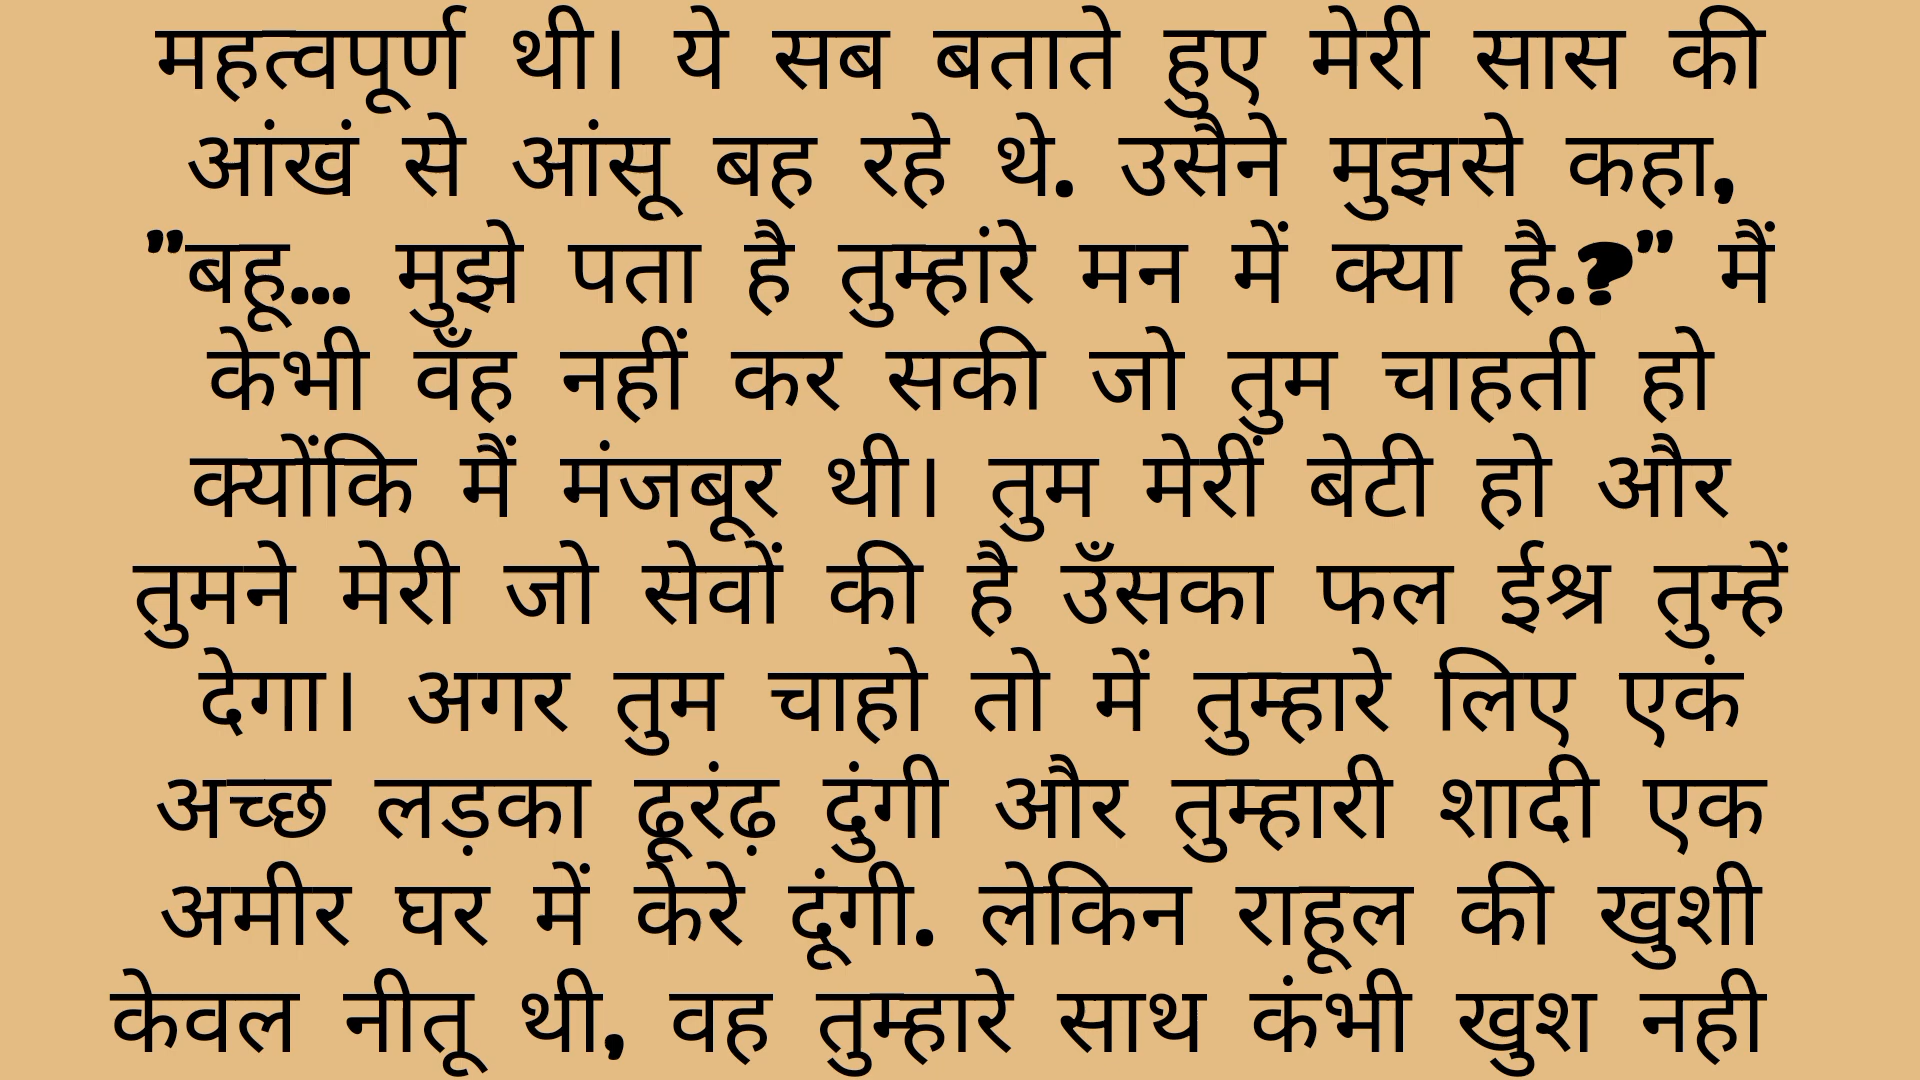 महत्वपूर्ण थी। ये सब बताते हुए मेरी सास की
आंखं से आंसू बह रहे थे. उसैने मुझसे कहा,
”बहू... मुझे पता है तुम्हांरे मन में क्या है.?” मैं
केभी वँह नहीं कर सकी जो तुम चाहती हो
क्योंकि मैं मंजबूर थी। तुम मेरीं बेटी हो और
तुमने मेरी जो सेवों की है उँसका फल ईश्र तुम्हें
देगा। अगर तुम चाहो तो में तुम्हारे लिए एकं
अच्छ लड़का ढूरंढ़ दुंगी और तुम्हारी शादी एक
अमीर घर में केरे दूंगी. लेकिन राहूल की खुशी
केवल नीतू थी, वह तुम्हारे साथ कंभी खुश नही